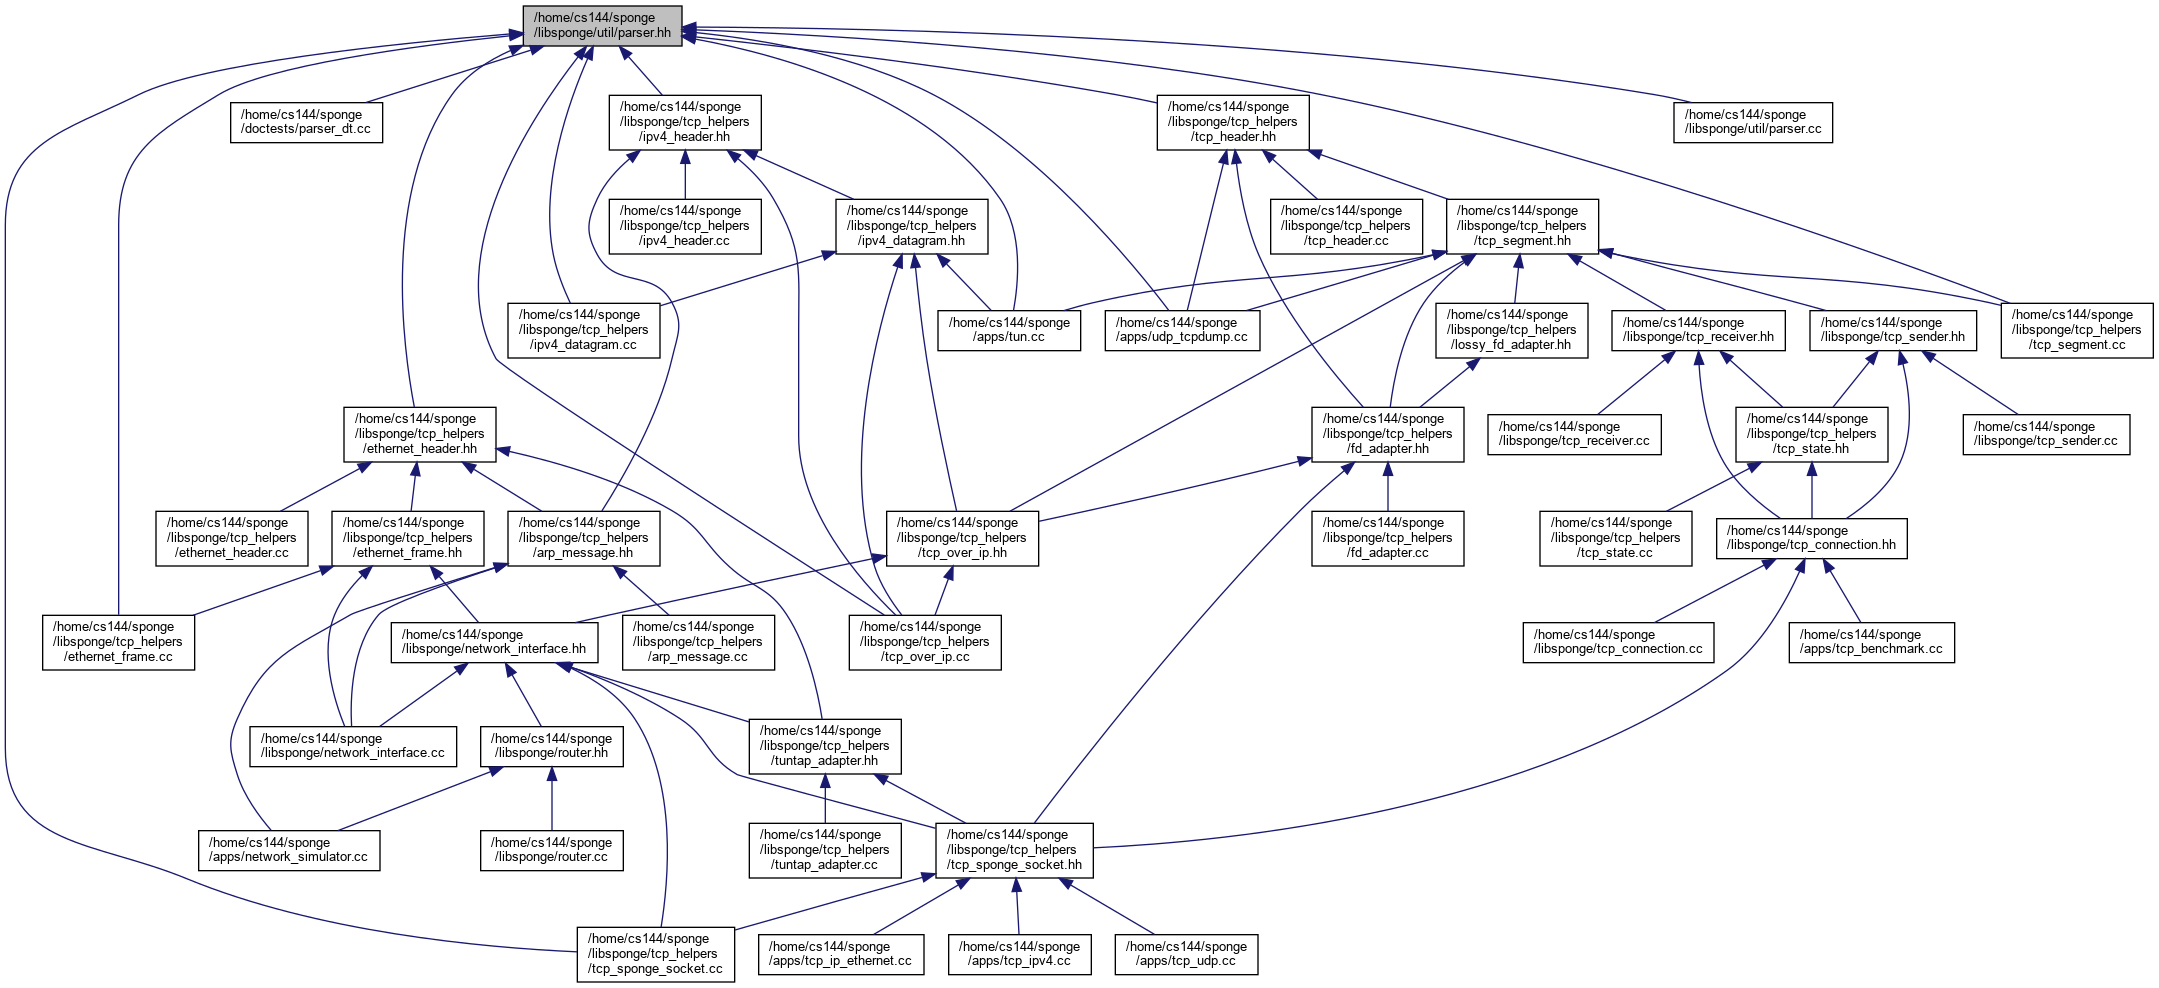 /home/cs144/sponge
/libsponge/util/parser.hh
/home/cs144/sponge
/doctests/parser_dt.cc
/home/cs144/sponge
/libsponge/tcp_helpers
/ipv4_header.hh
/home/cs144/sponge
/libsponge/tcp_helpers
/tcp_header.hh
/home/cs144/sponge
/libsponge/util/parser.cc
/home/cs144/sponge
/libsponge/tcp_helpers
/ipv4_header.cc
/home/cs144/sponge
/libsponge/tcp_helpers
/ipv4_datagram.hh
/home/cs144/sponge
/libsponge/tcp_helpers
/tcp_header.cc
/home/cs144/sponge
/libsponge/tcp_helpers
/tcp_segment.hh
/home/cs144/sponge
/libsponge/tcp_helpers
/ipv4_datagram.cc
/home/cs144/sponge
/apps/tun.cc
/home/cs144/sponge
/apps/udp_tcpdump.cc
/home/cs144/sponge
/libsponge/tcp_helpers
/lossy_fd_adapter.hh
/home/cs144/sponge
/libsponge/tcp_receiver.hh
/home/cs144/sponge
/libsponge/tcp_sender.hh
/home/cs144/sponge
/libsponge/tcp_helpers
/tcp_segment.cc
/home/cs144/sponge
/libsponge/tcp_helpers
/ethernet_header.hh
/home/cs144/sponge
/libsponge/tcp_helpers
/fd_adapter.hh
/home/cs144/sponge
/libsponge/tcp_receiver.cc
/home/cs144/sponge
/libsponge/tcp_helpers
/tcp_state.hh
/home/cs144/sponge
/libsponge/tcp_sender.cc
/home/cs144/sponge
/libsponge/tcp_helpers
/ethernet_header.cc
/home/cs144/sponge
/libsponge/tcp_helpers
/ethernet_frame.hh
/home/cs144/sponge
/libsponge/tcp_helpers
/arp_message.hh
/home/cs144/sponge
/libsponge/tcp_helpers
/tcp_over_ip.hh
/home/cs144/sponge
/libsponge/tcp_helpers
/fd_adapter.cc
/home/cs144/sponge
/libsponge/tcp_helpers
/tcp_state.cc
/home/cs144/sponge
/libsponge/tcp_connection.hh
/home/cs144/sponge
/libsponge/tcp_helpers
/ethernet_frame.cc
/home/cs144/sponge
/libsponge/network_interface.hh
/home/cs144/sponge
/libsponge/tcp_helpers
/arp_message.cc
/home/cs144/sponge
/libsponge/tcp_helpers
/tcp_over_ip.cc
/home/cs144/sponge
/libsponge/tcp_connection.cc
/home/cs144/sponge
/apps/tcp_benchmark.cc
/home/cs144/sponge
/libsponge/network_interface.cc
/home/cs144/sponge
/libsponge/router.hh
/home/cs144/sponge
/libsponge/tcp_helpers
/tuntap_adapter.hh
/home/cs144/sponge
/apps/network_simulator.cc
/home/cs144/sponge
/libsponge/router.cc
/home/cs144/sponge
/libsponge/tcp_helpers
/tuntap_adapter.cc
/home/cs144/sponge
/libsponge/tcp_helpers
/tcp_sponge_socket.hh
/home/cs144/sponge
/libsponge/tcp_helpers
/tcp_sponge_socket.cc
/home/cs144/sponge
/apps/tcp_ip_ethernet.cc
/home/cs144/sponge
/apps/tcp_ipv4.cc
/home/cs144/sponge
/apps/tcp_udp.cc